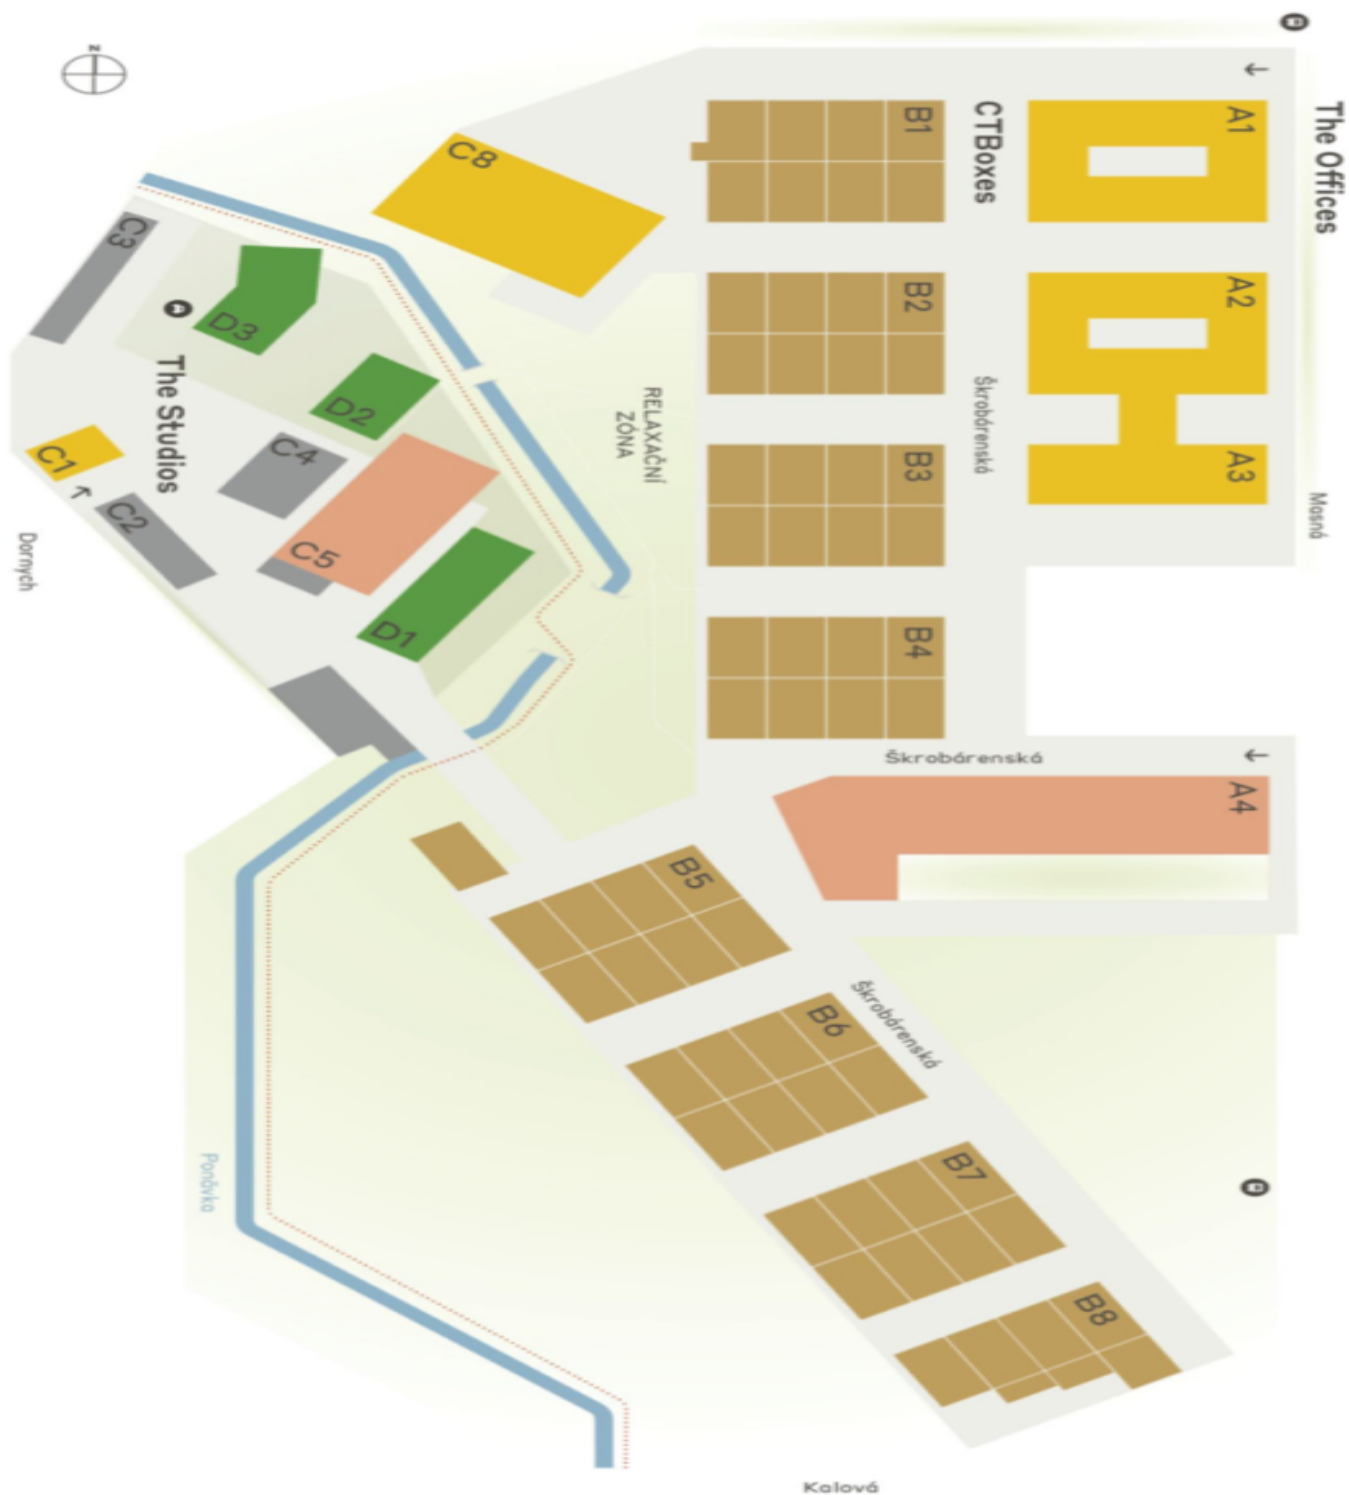 The Offices
A1
A2
A3
Mosná
CTBoxes
Škrobárenská
B1
B2
B3
B4
Škrobárenská
A4
RELAXAČNÍ
ZÓNA
C8
C3
D3
D2
The Studios
C4
C5
C1
C2
D1
Dornych
B5
B6
Škrobárenská
B7
B8
Ponávka
Kalová
N